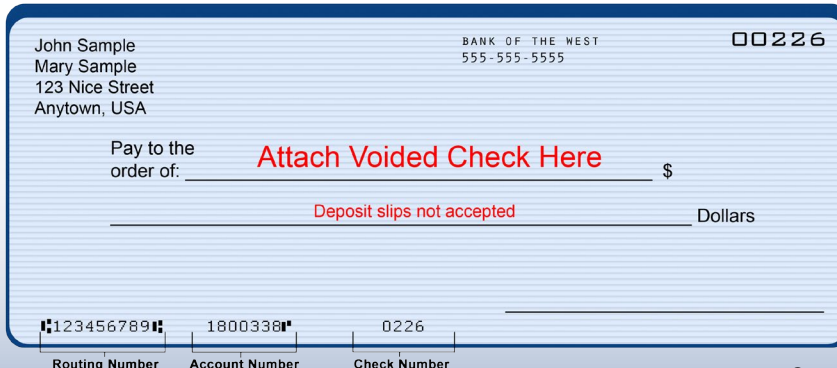 John Sample
Mary Sample
123 Nice Street
Anytown, USA
BANK OF THE WEST
555-555-5555
00226
Pay to the
order of: Attach Voided Check Here $
Deposit slips not accepted Dollars
⑆123456789⑆ 1800338⑈ 0226
Routing Number Account Number Check Number